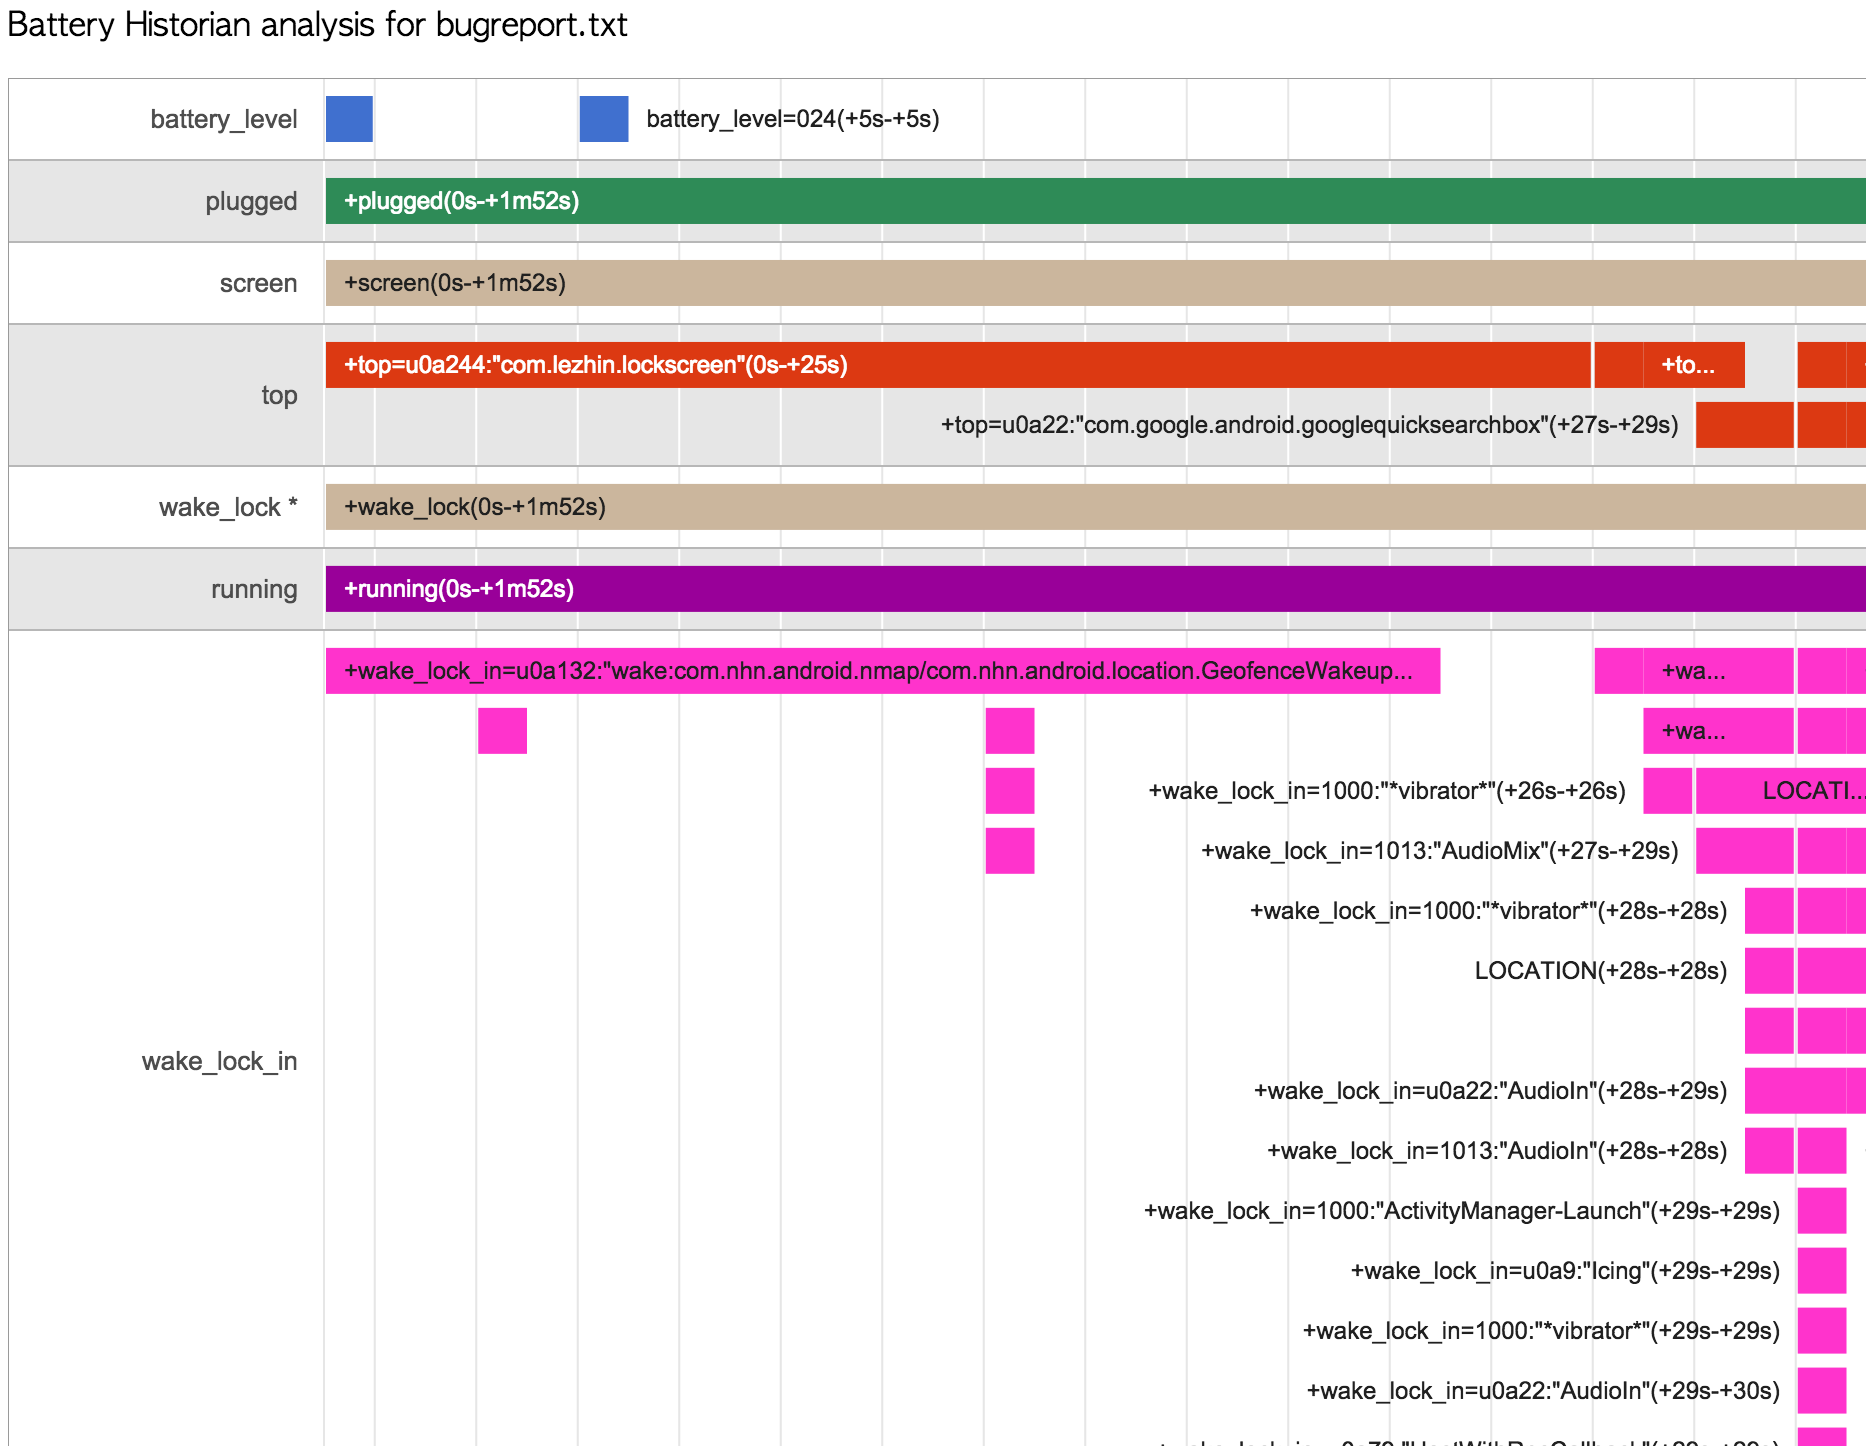 Battery Historian analysis for bugreport.txt
battery_level
battery_level=024(+5s-+5s)
plugged
+plugged(0s-+1m52s)
screen
+screen(0s-+1m52s)
top
+top=u0a244:"com.lezhin.lockscreen"(0s-+25s)
+to...
+top=u0a22:"com.google.android.googlequicksearchbox"(+27s-+29s)
wake_lock *
+wake_lock(0s-+1m52s)
running
+running(0s-+1m52s)
wake_lock_in
+wake_lock_in=u0a132:"wake:com.nhn.android.nmap/com.nhn.android.location.GeofenceWakeup...
+wa...
+wa...
+wake_lock_in=1000:"*vibrator*"(+26s-+26s)
LOCATI...
+wake_lock_in=1013:"AudioMix"(+27s-+29s)
+wake_lock_in=1000:"*vibrator*"(+28s-+28s)
LOCATION(+28s-+28s)
+wake_lock_in=u0a22:"AudioIn"(+28s-+29s)
+wake_lock_in=1013:"AudioIn"(+28s-+28s)
+wake_lock_in=1000:"ActivityManager-Launch"(+29s-+29s)
+wake_lock_in=u0a9:"Icing"(+29s-+29s)
+wake_lock_in=1000:"*vibrator*"(+29s-+29s)
+wake_lock_in=u0a22:"AudioIn"(+29s-+30s)